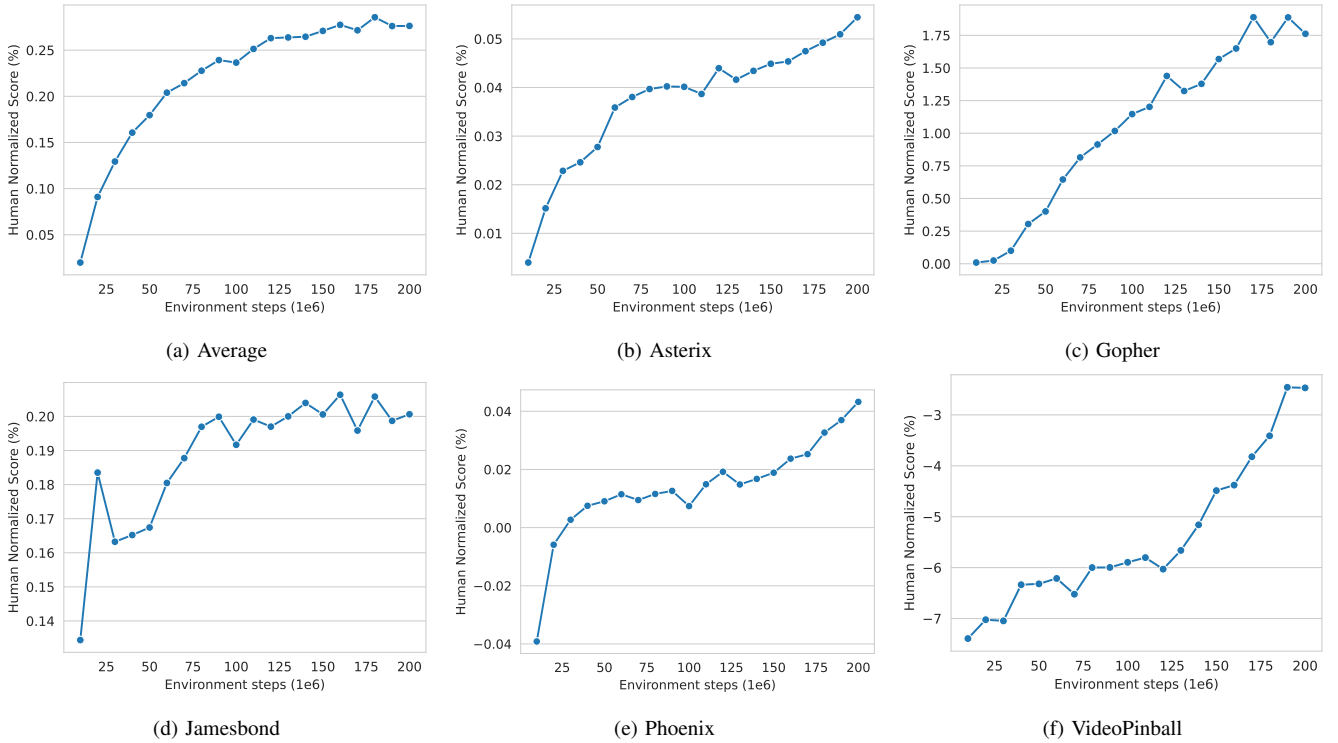 Human Normalized Score (%)
0.25
0.20
0.15
0.10
0.05
25 50 75 100 125 150 175 200
Environment steps (1e6)
(a) Average
Human Normalized Score (%)
0.05
0.04
0.03
0.02
0.01
25 50 75 100 125 150 175 200
Environment steps (1e6)
(b) Asterix
Human Normalized Score (%)
1.75
1.50
1.25
1.00
0.75
0.50
0.25
0.00
25 50 75 100 125 150 175 200
Environment steps (1e6)
(c) Gopher
Human Normalized Score (%)
0.20
0.19
0.18
0.17
0.16
0.15
0.14
25 50 75 100 125 150 175 200
Environment steps (1e6)
(d) Jamesbond
Human Normalized Score (%)
0.04
0.02
0.00
−0.02
−0.04
25 50 75 100 125 150 175 200
Environment steps (1e6)
(e) Phoenix
Human Normalized Score (%)
−3
−4
−5
−6
−7
25 50 75 100 125 150 175 200
Environment steps (1e6)
(f) VideoPinball